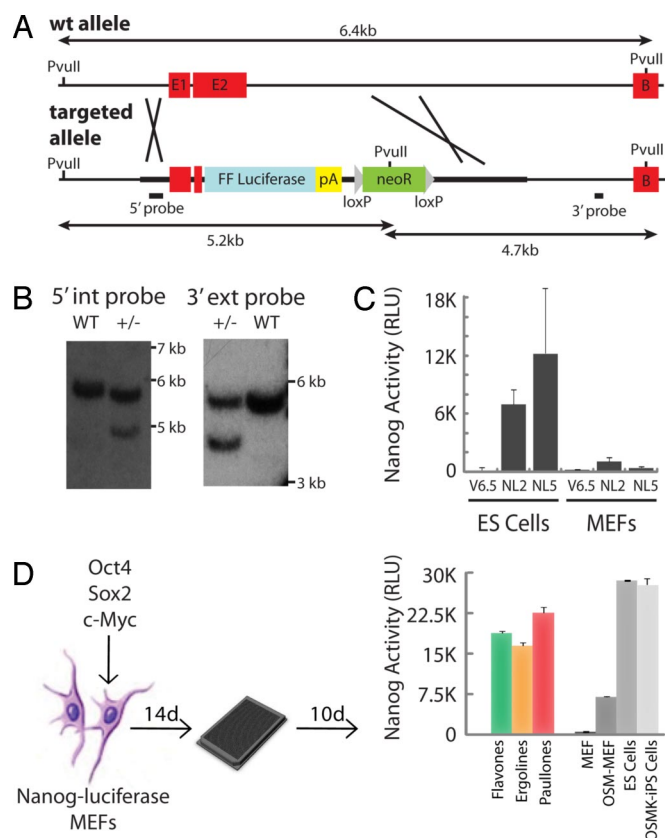 A
wt allele
6.4kb
PvuII
PvuII
E1
E2
B
targeted
allele
PvuII
PvuII
FF Luciferase
pA
neoR
B
loxP
loxP
5' probe
3' probe
5.2kb
4.7kb
B
5' int probe
3' ext probe
WT
+/-
+/-
WT
7 kb
6 kb
5 kb
6 kb
3 kb
C
Nanog Activity (RLU)
18K
12K
6K
0
V6.5
NL2
NL5
V6.5
NL2
NL5
ES Cells
MEFs
D
Oct4
Sox2
c-Myc
14d
10d
Nanog-luciferase
MEFs
Nanog Activity (RLU)
30K
22.5K
15K
7.5K
0
Flavones
Ergolines
Paullones
MEF
OSM-MEF
ES Cells
OSMK-iPS Cells